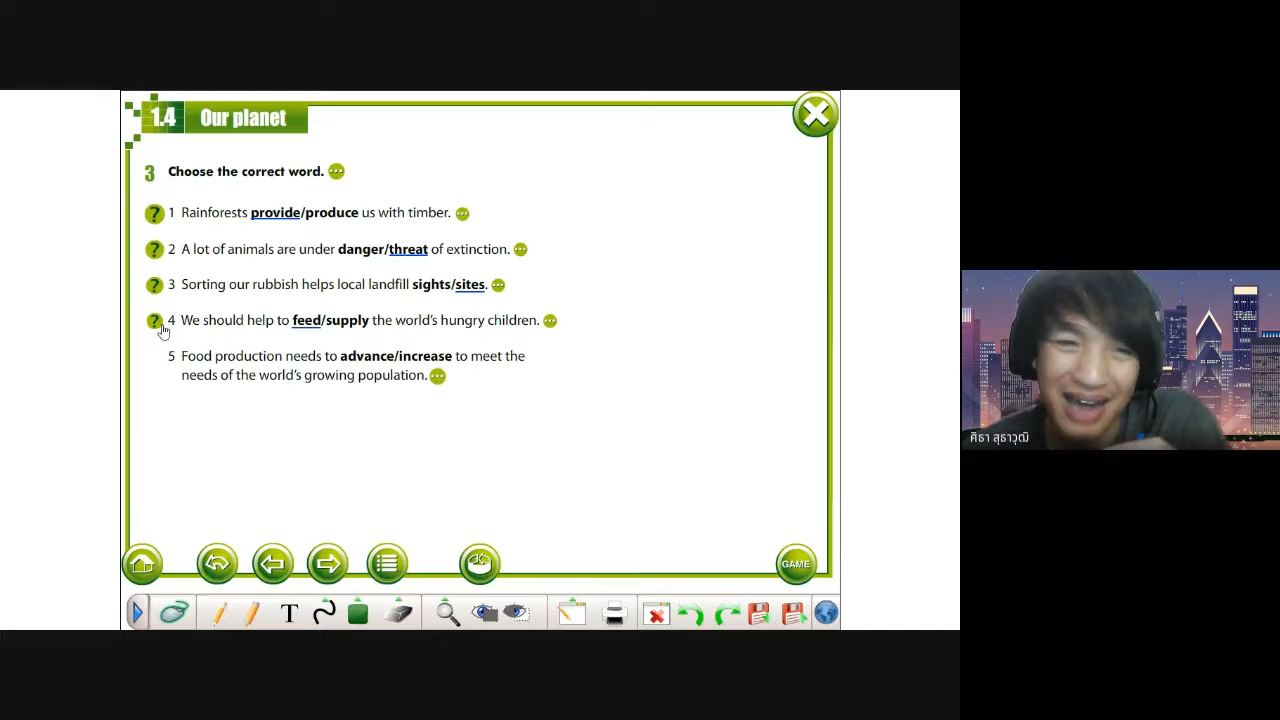 1.4 Our planet
3 Choose the correct word.
? 1 Rainforests provide/produce us with timber.
? 2 A lot of animals are under danger/threat of extinction.
? 3 Sorting our rubbish helps local landfill sights/sites.
? 4 We should help to feed/supply the world's hungry children.
5 Food production needs to advance/increase to meet the
needs of the world's growing population.
GAME
T
ศิธา สุธาวุฒิ